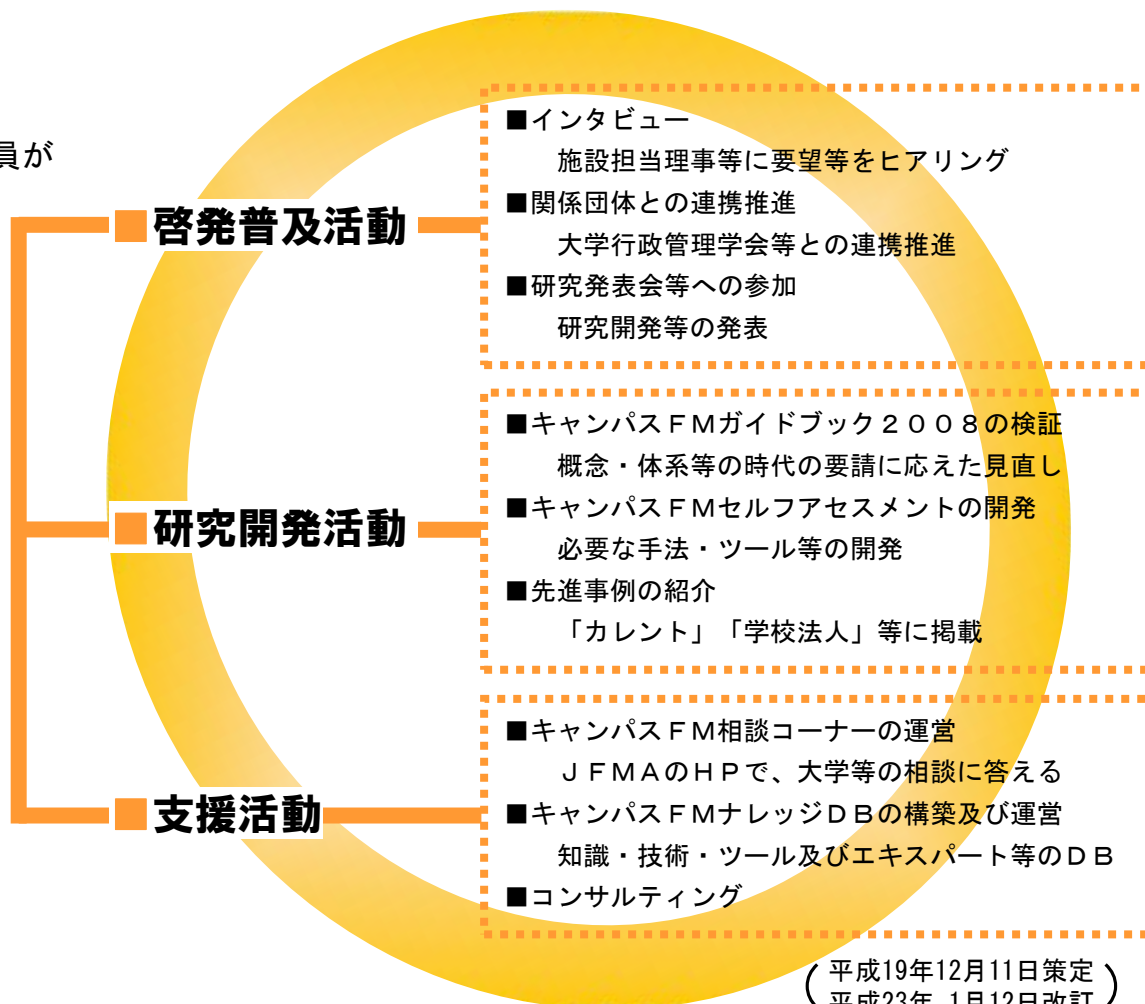 員が
■啓発普及活動
■インタビュー
施設担当理事等に要望等をヒアリング
■関係団体との連携推進
大学行政管理学会等との連携推進
■研究発表会等への参加
研究開発等の発表
■研究開発活動
■キャンパスＦＭガイドブック２００８の検証
概念・体系等の時代の要請に応えた見直し
■キャンパスＦＭセルフアセスメントの開発
必要な手法・ツール等の開発
■先進事例の紹介
「カレント」「学校法人」等に掲載
■支援活動
■キャンパスＦＭ相談コーナーの運営
ＪＦＭＡのＨＰで、大学等の相談に答える
■キャンパスＦＭナレッジＤＢの構築及び運営
知識・技術・ツール及びエキスパート等のＤＢ
■コンサルティング
平成19年12月11日策定
平成23年 1月12日改訂